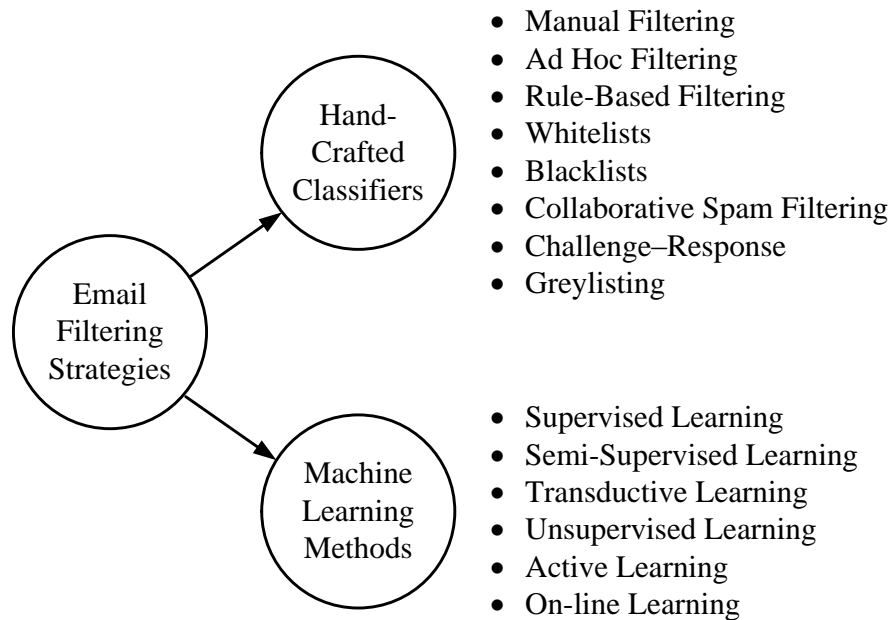 • Manual Filtering
• Ad Hoc Filtering
• Rule-Based Filtering
• Whitelists
• Blacklists
• Collaborative Spam Filtering
• Challenge–Response
• Greylisting
Hand-
Crafted
Classifiers
Email
Filtering
Strategies
Machine
Learning
Methods
• Supervised Learning
• Semi-Supervised Learning
• Transductive Learning
• Unsupervised Learning
• Active Learning
• On-line Learning